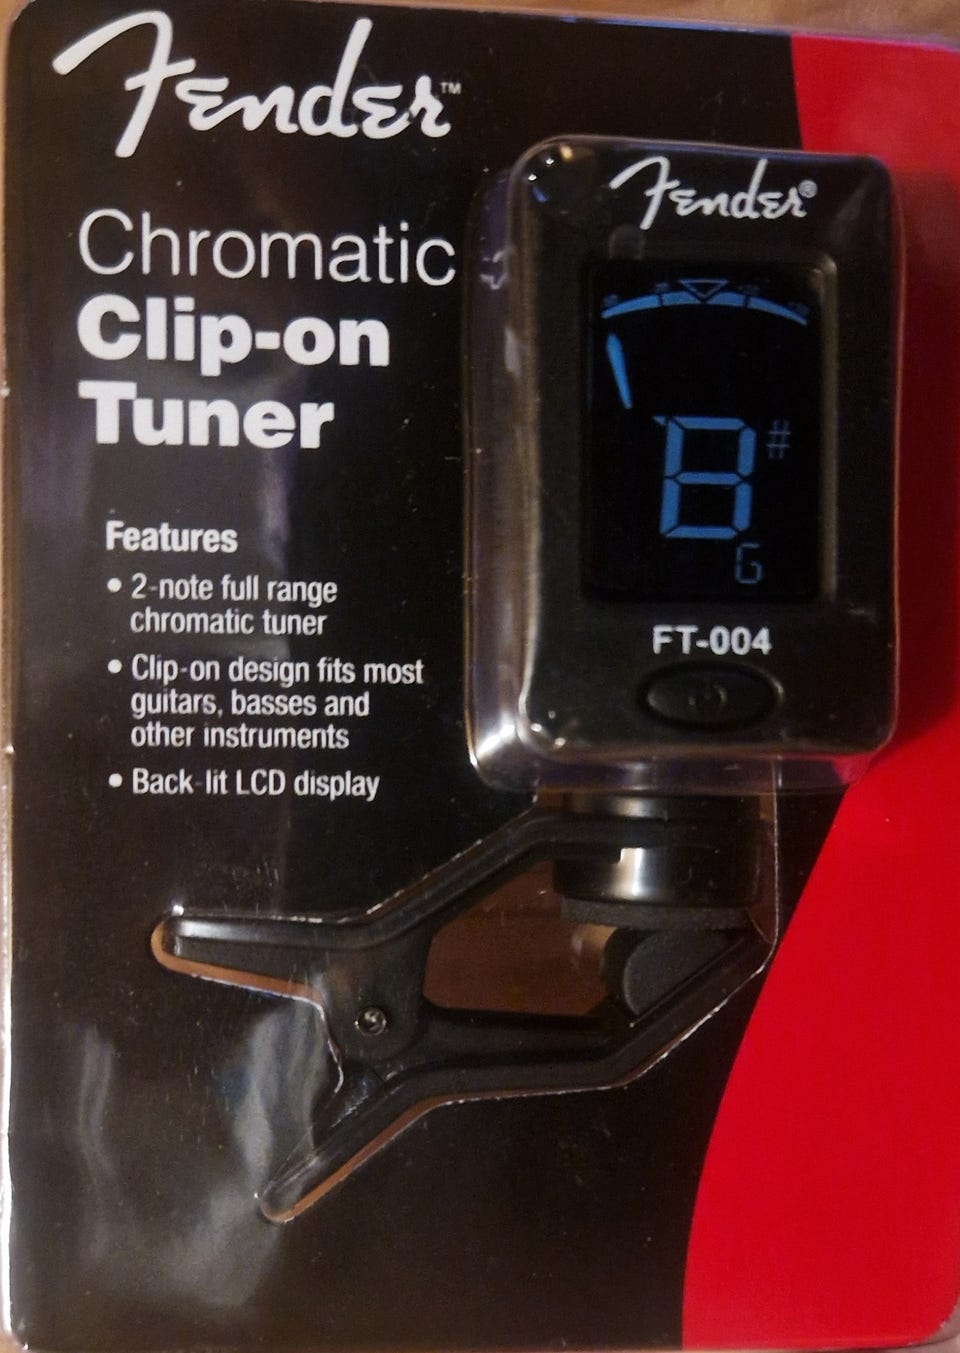 Fender™
Chromatic
Clip-on
Tuner
Features
• 2-note full range
chromatic tuner
• Clip-on design fits most
guitars, basses and
other instruments
• Back-lit LCD display
Fender®
B#
G
FT-004